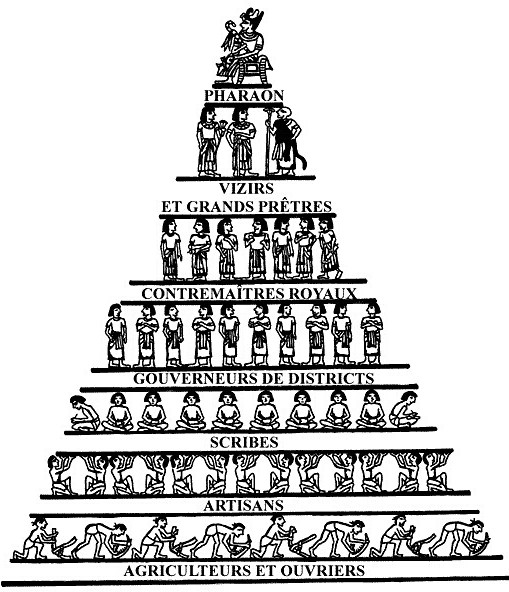 PHARAON
VIZIRS
ET GRANDS PRÊTRES
CONTREMAÎTRES ROYAUX
GOUVERNEURS DE DISTRICTS
SCRIBES
ARTISANS
AGRICULTEURS ET OUVRIERS